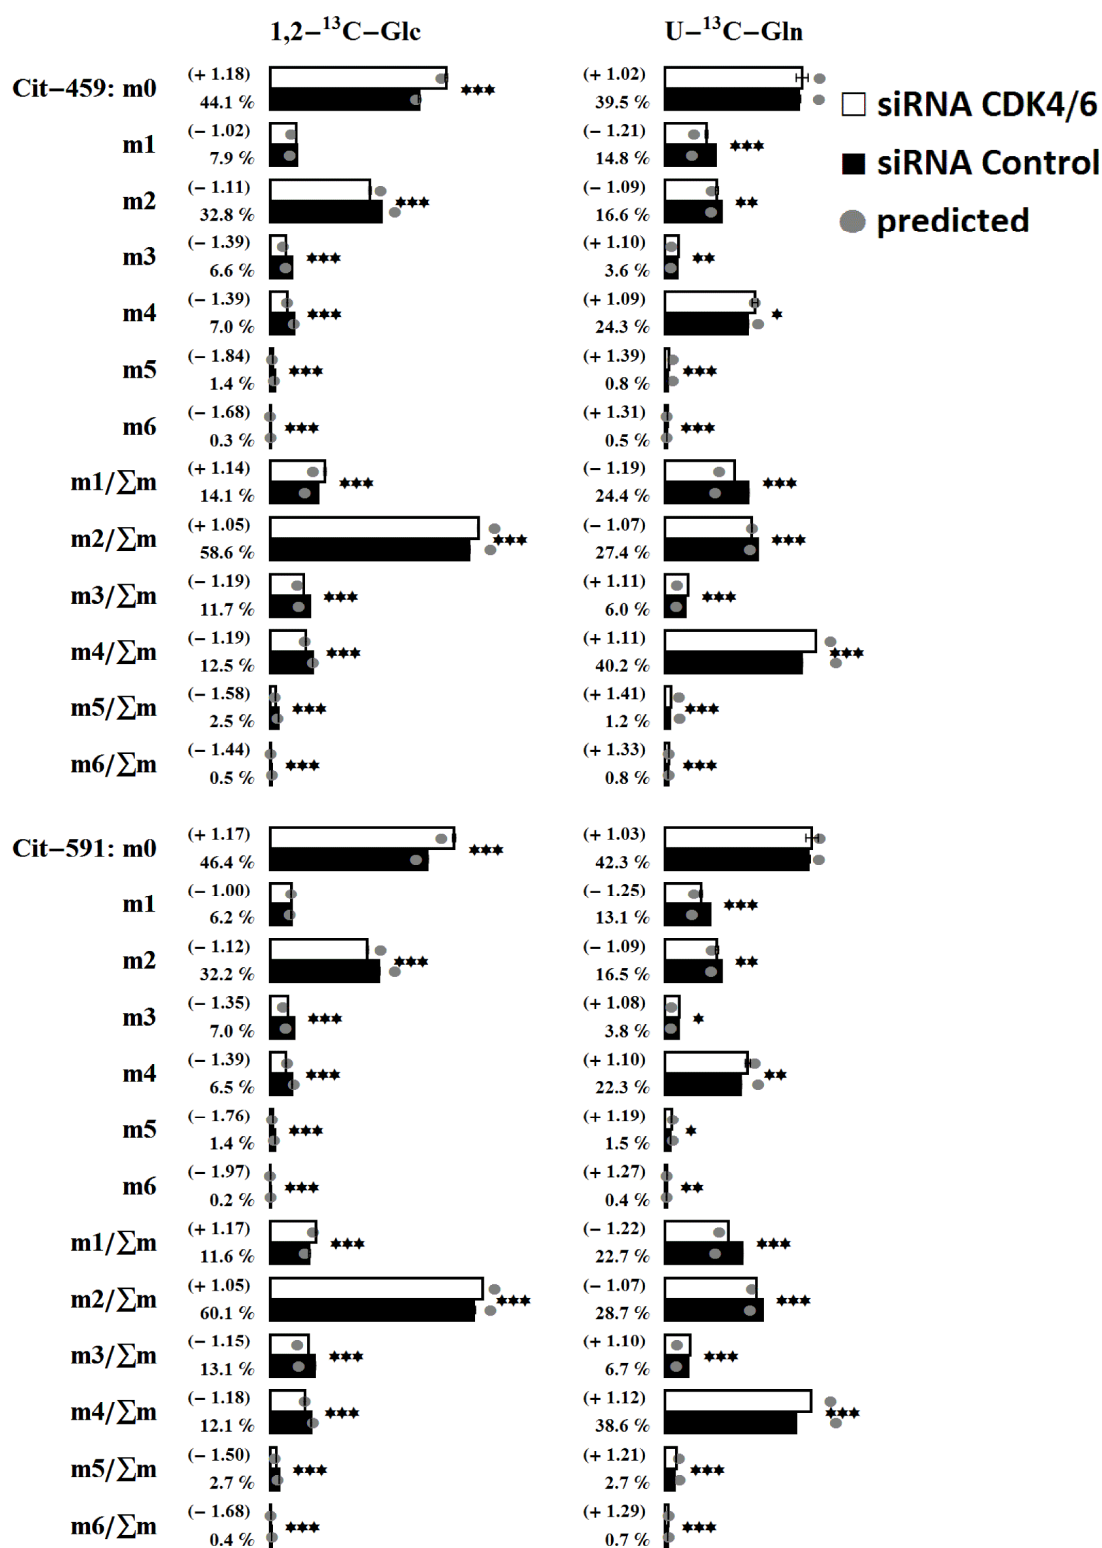 1,2−¹³C−Glc U−¹³C−Gln
Cit−459: m0 (+ 1.18) 44.1 % *** (+ 1.02) 39.5 %
m1 (− 1.02) 7.9 % (− 1.21) 14.8 % ***
m2 (− 1.11) 32.8 % *** (− 1.09) 16.6 % **
m3 (− 1.39) 6.6 % *** (+ 1.10) 3.6 % **
m4 (− 1.39) 7.0 % *** (+ 1.09) 24.3 % *
m5 (− 1.84) 1.4 % *** (+ 1.39) 0.8 % ***
m6 (− 1.68) 0.3 % *** (+ 1.31) 0.5 % ***
m1/∑m (+ 1.14) 14.1 % *** (− 1.19) 24.4 % ***
m2/∑m (+ 1.05) 58.6 % *** (− 1.07) 27.4 % ***
m3/∑m (− 1.19) 11.7 % *** (+ 1.11) 6.0 % ***
m4/∑m (− 1.19) 12.5 % *** (+ 1.11) 40.2 % ***
m5/∑m (− 1.58) 2.5 % *** (+ 1.41) 1.2 % ***
m6/∑m (− 1.44) 0.5 % *** (+ 1.33) 0.8 % ***
Cit−591: m0 (+ 1.17) 46.4 % *** (+ 1.03) 42.3 %
m1 (− 1.00) 6.2 % (− 1.25) 13.1 % ***
m2 (− 1.12) 32.2 % *** (− 1.09) 16.5 % **
m3 (− 1.35) 7.0 % *** (+ 1.08) 3.8 % *
m4 (− 1.39) 6.5 % *** (+ 1.10) 22.3 % **
m5 (− 1.76) 1.4 % *** (+ 1.19) 1.5 % *
m6 (− 1.97) 0.2 % *** (+ 1.27) 0.4 % **
m1/∑m (+ 1.17) 11.6 % *** (− 1.22) 22.7 % ***
m2/∑m (+ 1.05) 60.1 % *** (− 1.07) 28.7 % ***
m3/∑m (− 1.15) 13.1 % *** (+ 1.10) 6.7 % ***
m4/∑m (− 1.18) 12.1 % *** (+ 1.12) 38.6 % ***
m5/∑m (− 1.50) 2.7 % *** (+ 1.21) 2.7 % ***
m6/∑m (− 1.68) 0.4 % *** (+ 1.29) 0.7 % ***
siRNA CDK4/6
siRNA Control
predicted